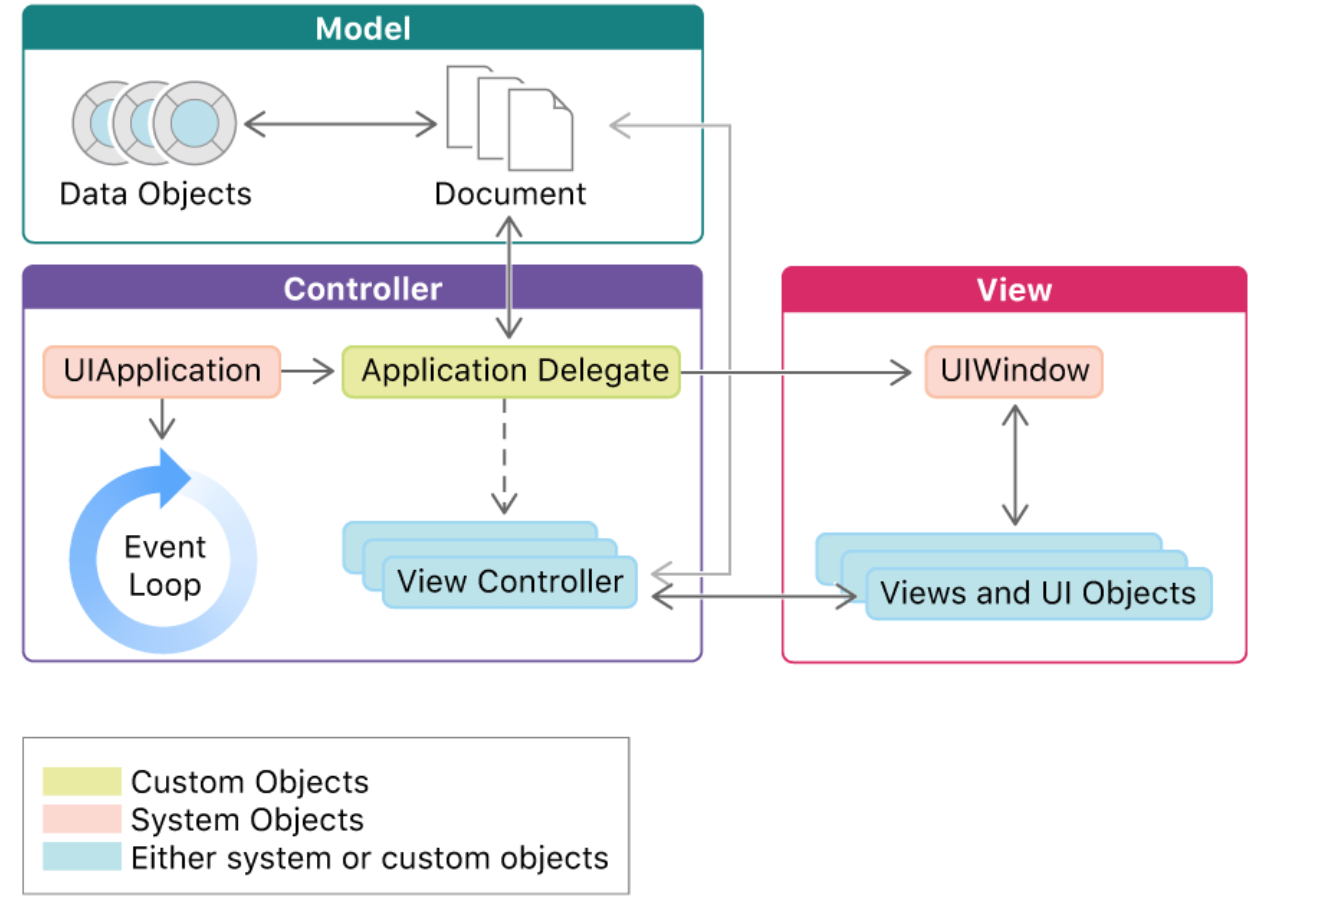 Model
Data Objects
Document
Controller
UIApplication
Application Delegate
Event
Loop
View Controller
View
UIWindow
Views and UI Objects
Custom Objects
System Objects
Either system or custom objects